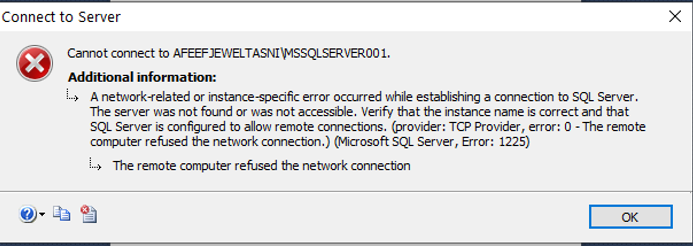 Connect to Server
Cannot connect to AFEEFJEWELTASNI\MSSQLSERVER001.
Additional information:
A network-related or instance-specific error occurred while establishing a connection to SQL Server.
The server was not found or was not accessible. Verify that the instance name is correct and that
SQL Server is configured to allow remote connections. (provider: TCP Provider, error: 0 - The remote
computer refused the network connection.) (Microsoft SQL Server, Error: 1225)
The remote computer refused the network connection
OK